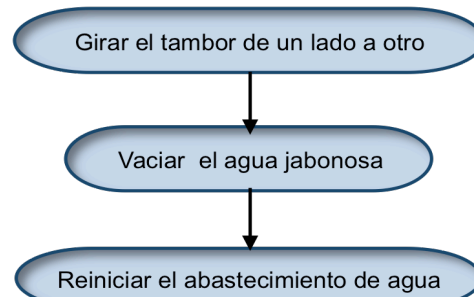 Girar el tambor de un lado a otro
Vaciar el agua jabonosa
Reiniciar el abastecimiento de agua